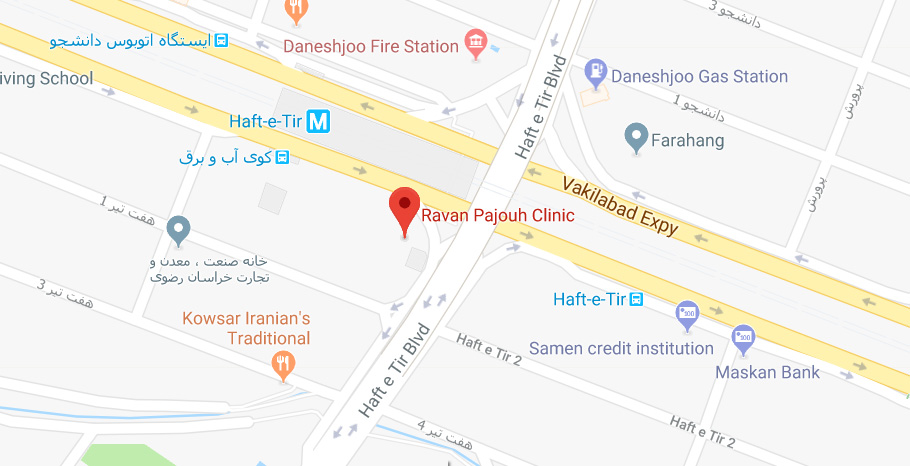 دانشجو 3
ایستگاه اتوبوس دانشجو
Daneshjoo Fire Station
iving School
Haft e Tir Blvd
Daneshjoo Gas Station
دانشجو 1
پرورش
Haft-e-Tir M
Farahang
کوی آب و برق
Vakilabad Expy
پرورش
Ravan Pajouh Clinic
هفت تیر 1
خانه صنعت ، معدن و
تجارت خراسان رضوی
هفت تیر 3
Haft-e-Tir
Kowsar Iranian's
Traditional
Haft e Tir Blvd
Haft e Tir 2
Samen credit institution
Maskan Bank
هفت تیر 4
Haft e Tir 2